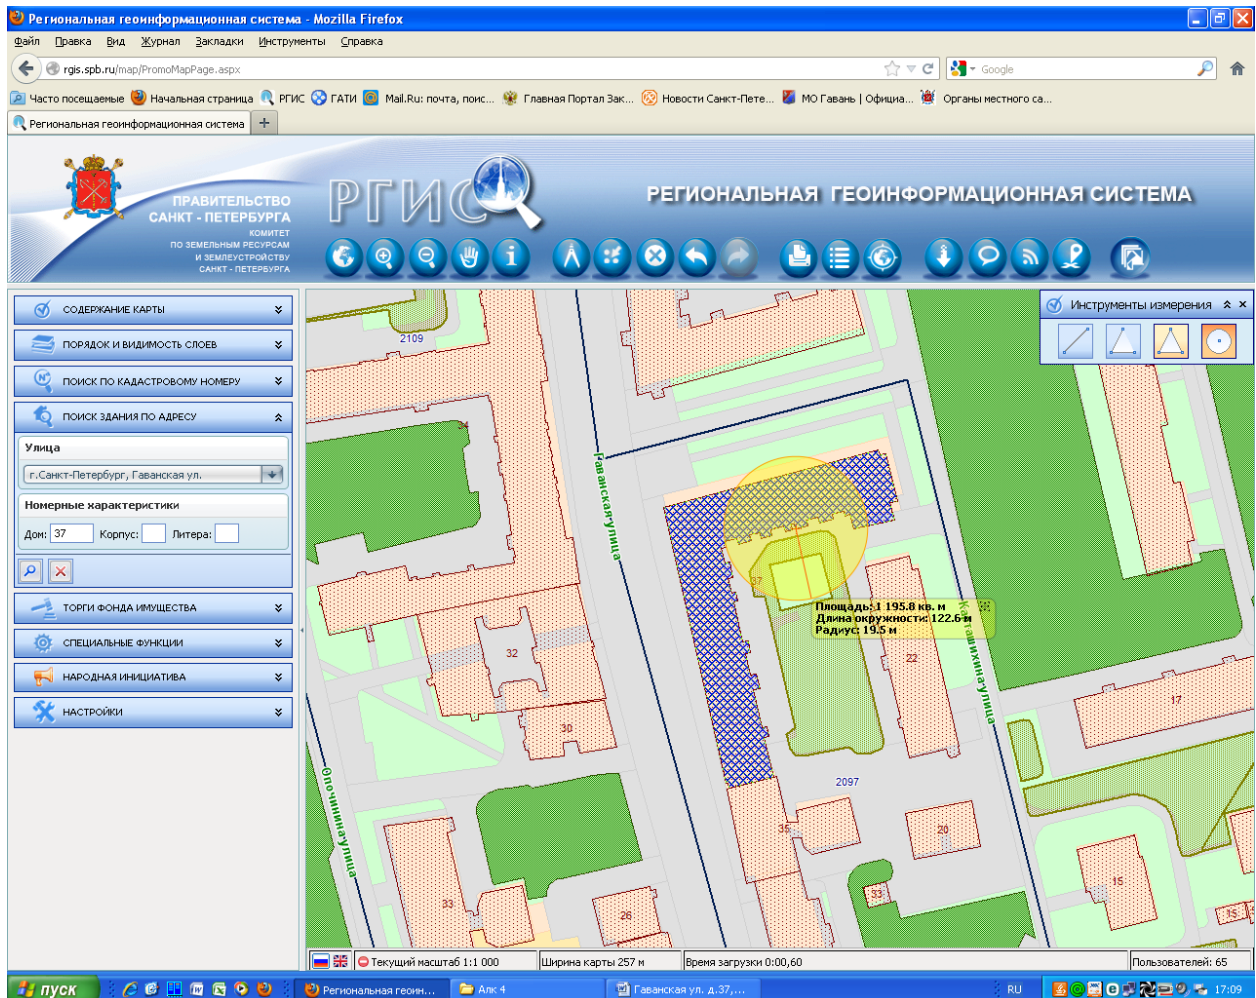 Региональная геоинформационная система - Mozilla Firefox
Файл Правка Вид Журнал Закладки Инструменты Справка
rgis.spb.ru/map/PromoMapPage.aspx
Google
Часто посещаемые Начальная страница РГИС ГАТИ Mail.Ru: почта, поис... Главная Портал Зак... Новости Санкт-Пете... МО Гавань | Официа... Органы местного са...
Региональная геоинформационная система
ПРАВИТЕЛЬСТВО
САНКТ - ПЕТЕРБУРГА
КОМИТЕТ
ПО ЗЕМЕЛЬНЫМ РЕСУРСАМ
И ЗЕМЛЕУСТРОЙСТВУ
САНКТ - ПЕТЕРБУРГА
РГИС
РЕГИОНАЛЬНАЯ ГЕОИНФОРМАЦИОННАЯ СИСТЕМА
СОДЕРЖАНИЕ КАРТЫ
ПОРЯДОК И ВИДИМОСТЬ СЛОЕВ
ПОИСК ПО КАДАСТРОВОМУ НОМЕРУ
ПОИСК ЗДАНИЯ ПО АДРЕСУ
Улица
г.Санкт-Петербург, Гаванская ул.
Номерные характеристики
Дом: 37 Корпус: Литера:
ТОРГИ ФОНДА ИМУЩЕСТВА
СПЕЦИАЛЬНЫЕ ФУНКЦИИ
НАРОДНАЯ ИНИЦИАТИВА
НАСТРОЙКИ
Инструменты измерения
2109
34
Гаванская улица
37
Площадь: 1 195.8 кв. м
Длина окружности: 122.6 м
Радиус: 19.5 м
Карташихина улица
32
22
17
30
2097
Опочинина улица
35
20
33
26
33
15
15
Текущий масштаб 1:1 000
Ширина карты 257 м
Время загрузки 0:00,60
Пользователей: 65
пуск
Региональная геоин...
Алк 4
Гаванская ул. д.37,...
RU
17:09